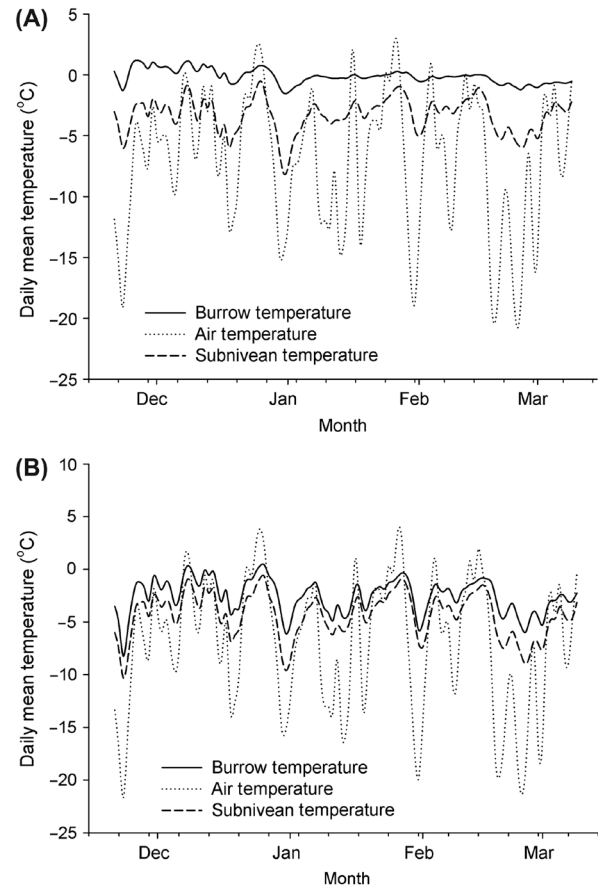 (A)
5
0
−5
−10
−15
−20
−25
Daily mean temperature (°C)
Burrow temperature
Air temperature
Subnivean temperature
Dec Jan Feb Mar
Month
(B)
10
5
0
−5
−10
−15
−20
−25
Daily mean temperature (°C)
Burrow temperature
Air temperature
Subnivean temperature
Dec Jan Feb Mar
Month